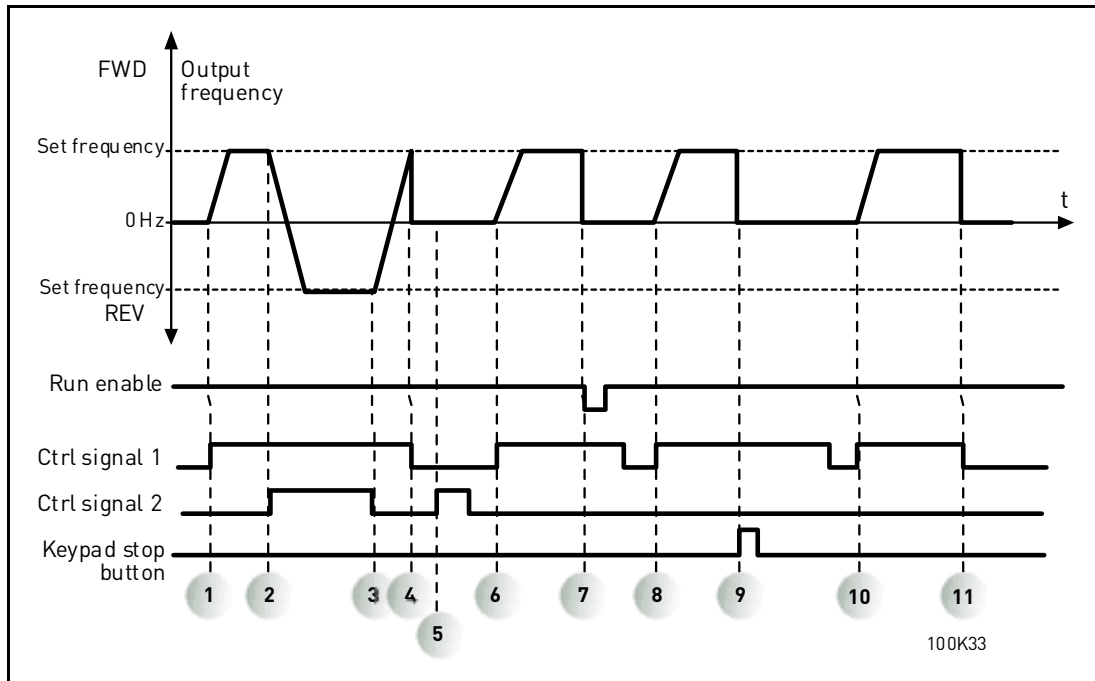 FWD
Output
frequency
Set frequency
t
0 Hz
Set frequency
REV
Run enable
Ctrl signal 1
Ctrl signal 2
Keypad stop
button
1 2 3 4 6 7 8 9 10 11
5
100K33